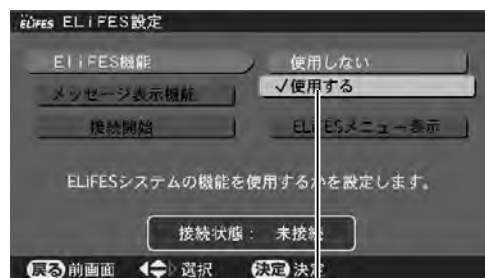 ELiFES ELiFES設定
ELiFES機能
使用しない
メッセージ表示機能
✓使用する
接続開始
ELiFESメニュー表示
ELiFESシステムの機能を使用するかを設定します。
接続状態： 未接続
戻る 前画面 選択 決定 決定